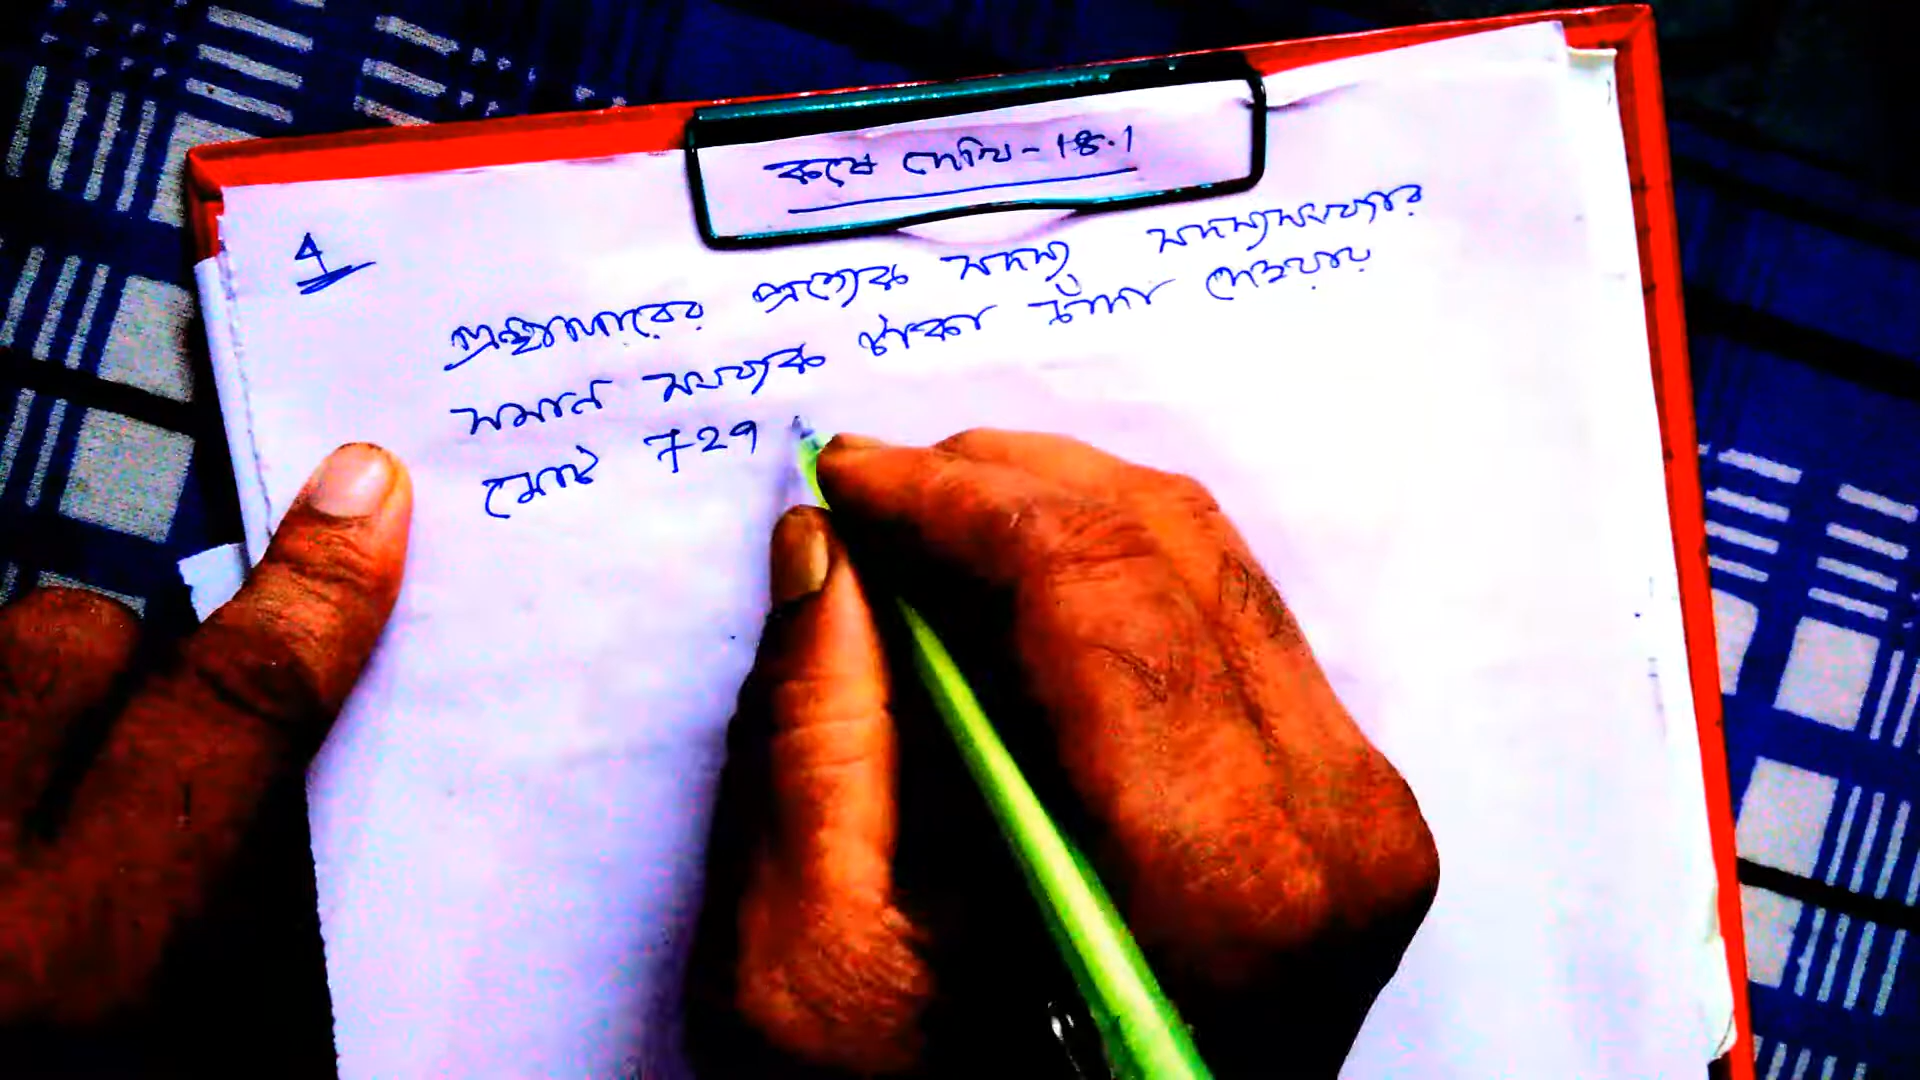 কষে দেখি - 18.1
4
গ্রন্থাগারের প্রত্যেক সদস্য সদস্যসংখ্যার
সমান সংখ্যক টাকা চাঁদা দেওয়ায়
মোট 729